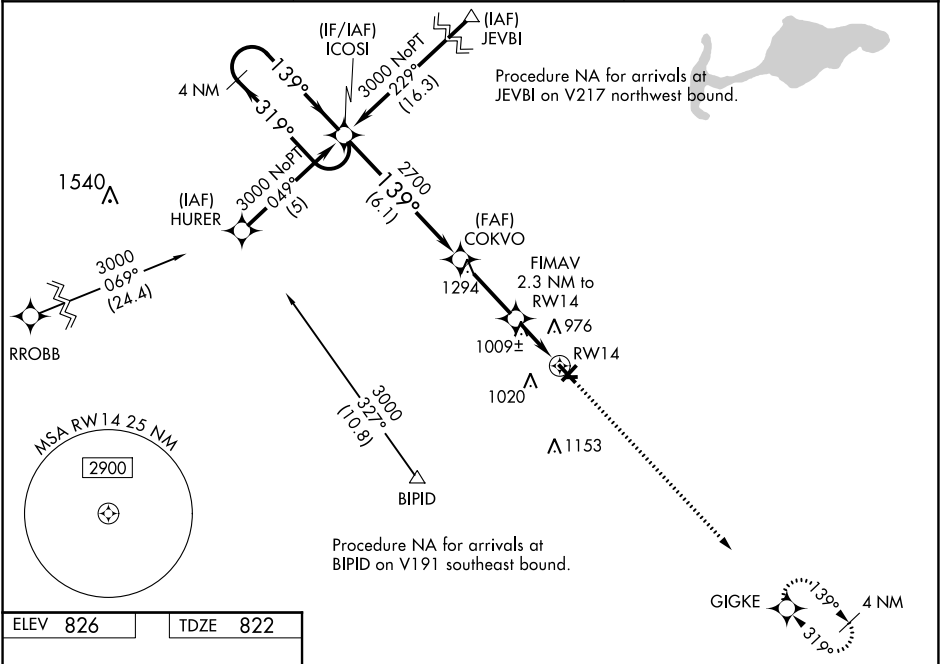 (IF/IAF)
ICOSI
(IAF)
JEVBI
3000 NoPT
229°
(16.3)
Procedure NA for arrivals at
JEVBI on V217 northwest bound.
4 NM
139°
319°
1540
(IAF)
HURER
3000 NoPT
049°
(5)
2700
139°
(6.1)
(FAF)
COKVO
1294
FIMAV
2.3 NM to
RW14
976
1009±
RW14
1020
1153
3000
069°
(24.4)
RROBB
3000
327°
(10.8)
BIPID
MSA RW14 25 NM
2900
Procedure NA for arrivals at
BIPID on V191 southeast bound.
GIGKE
139°
319°
4 NM
ELEV 826
TDZE 822